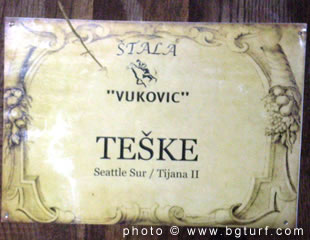 ŠTALA
"VUKOVIC"
TEŠKE
Seattle Sur / Tijana II
photo © www.bgturf.com